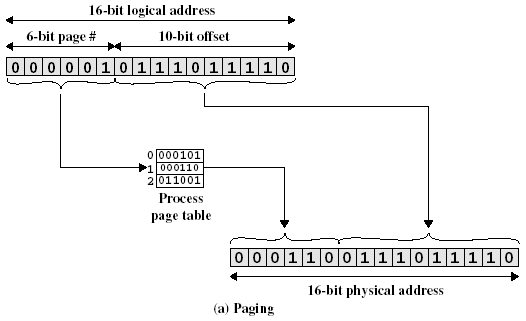 16-bit logical address
6-bit page # 10-bit offset
0 0 0 0 0 1 0 1 1 1 0 1 1 1 1 0
0 000101
1 000110
2 011001
Process
page table
0 0 0 1 1 0 0 1 1 1 0 1 1 1 1 0
16-bit physical address
(a) Paging